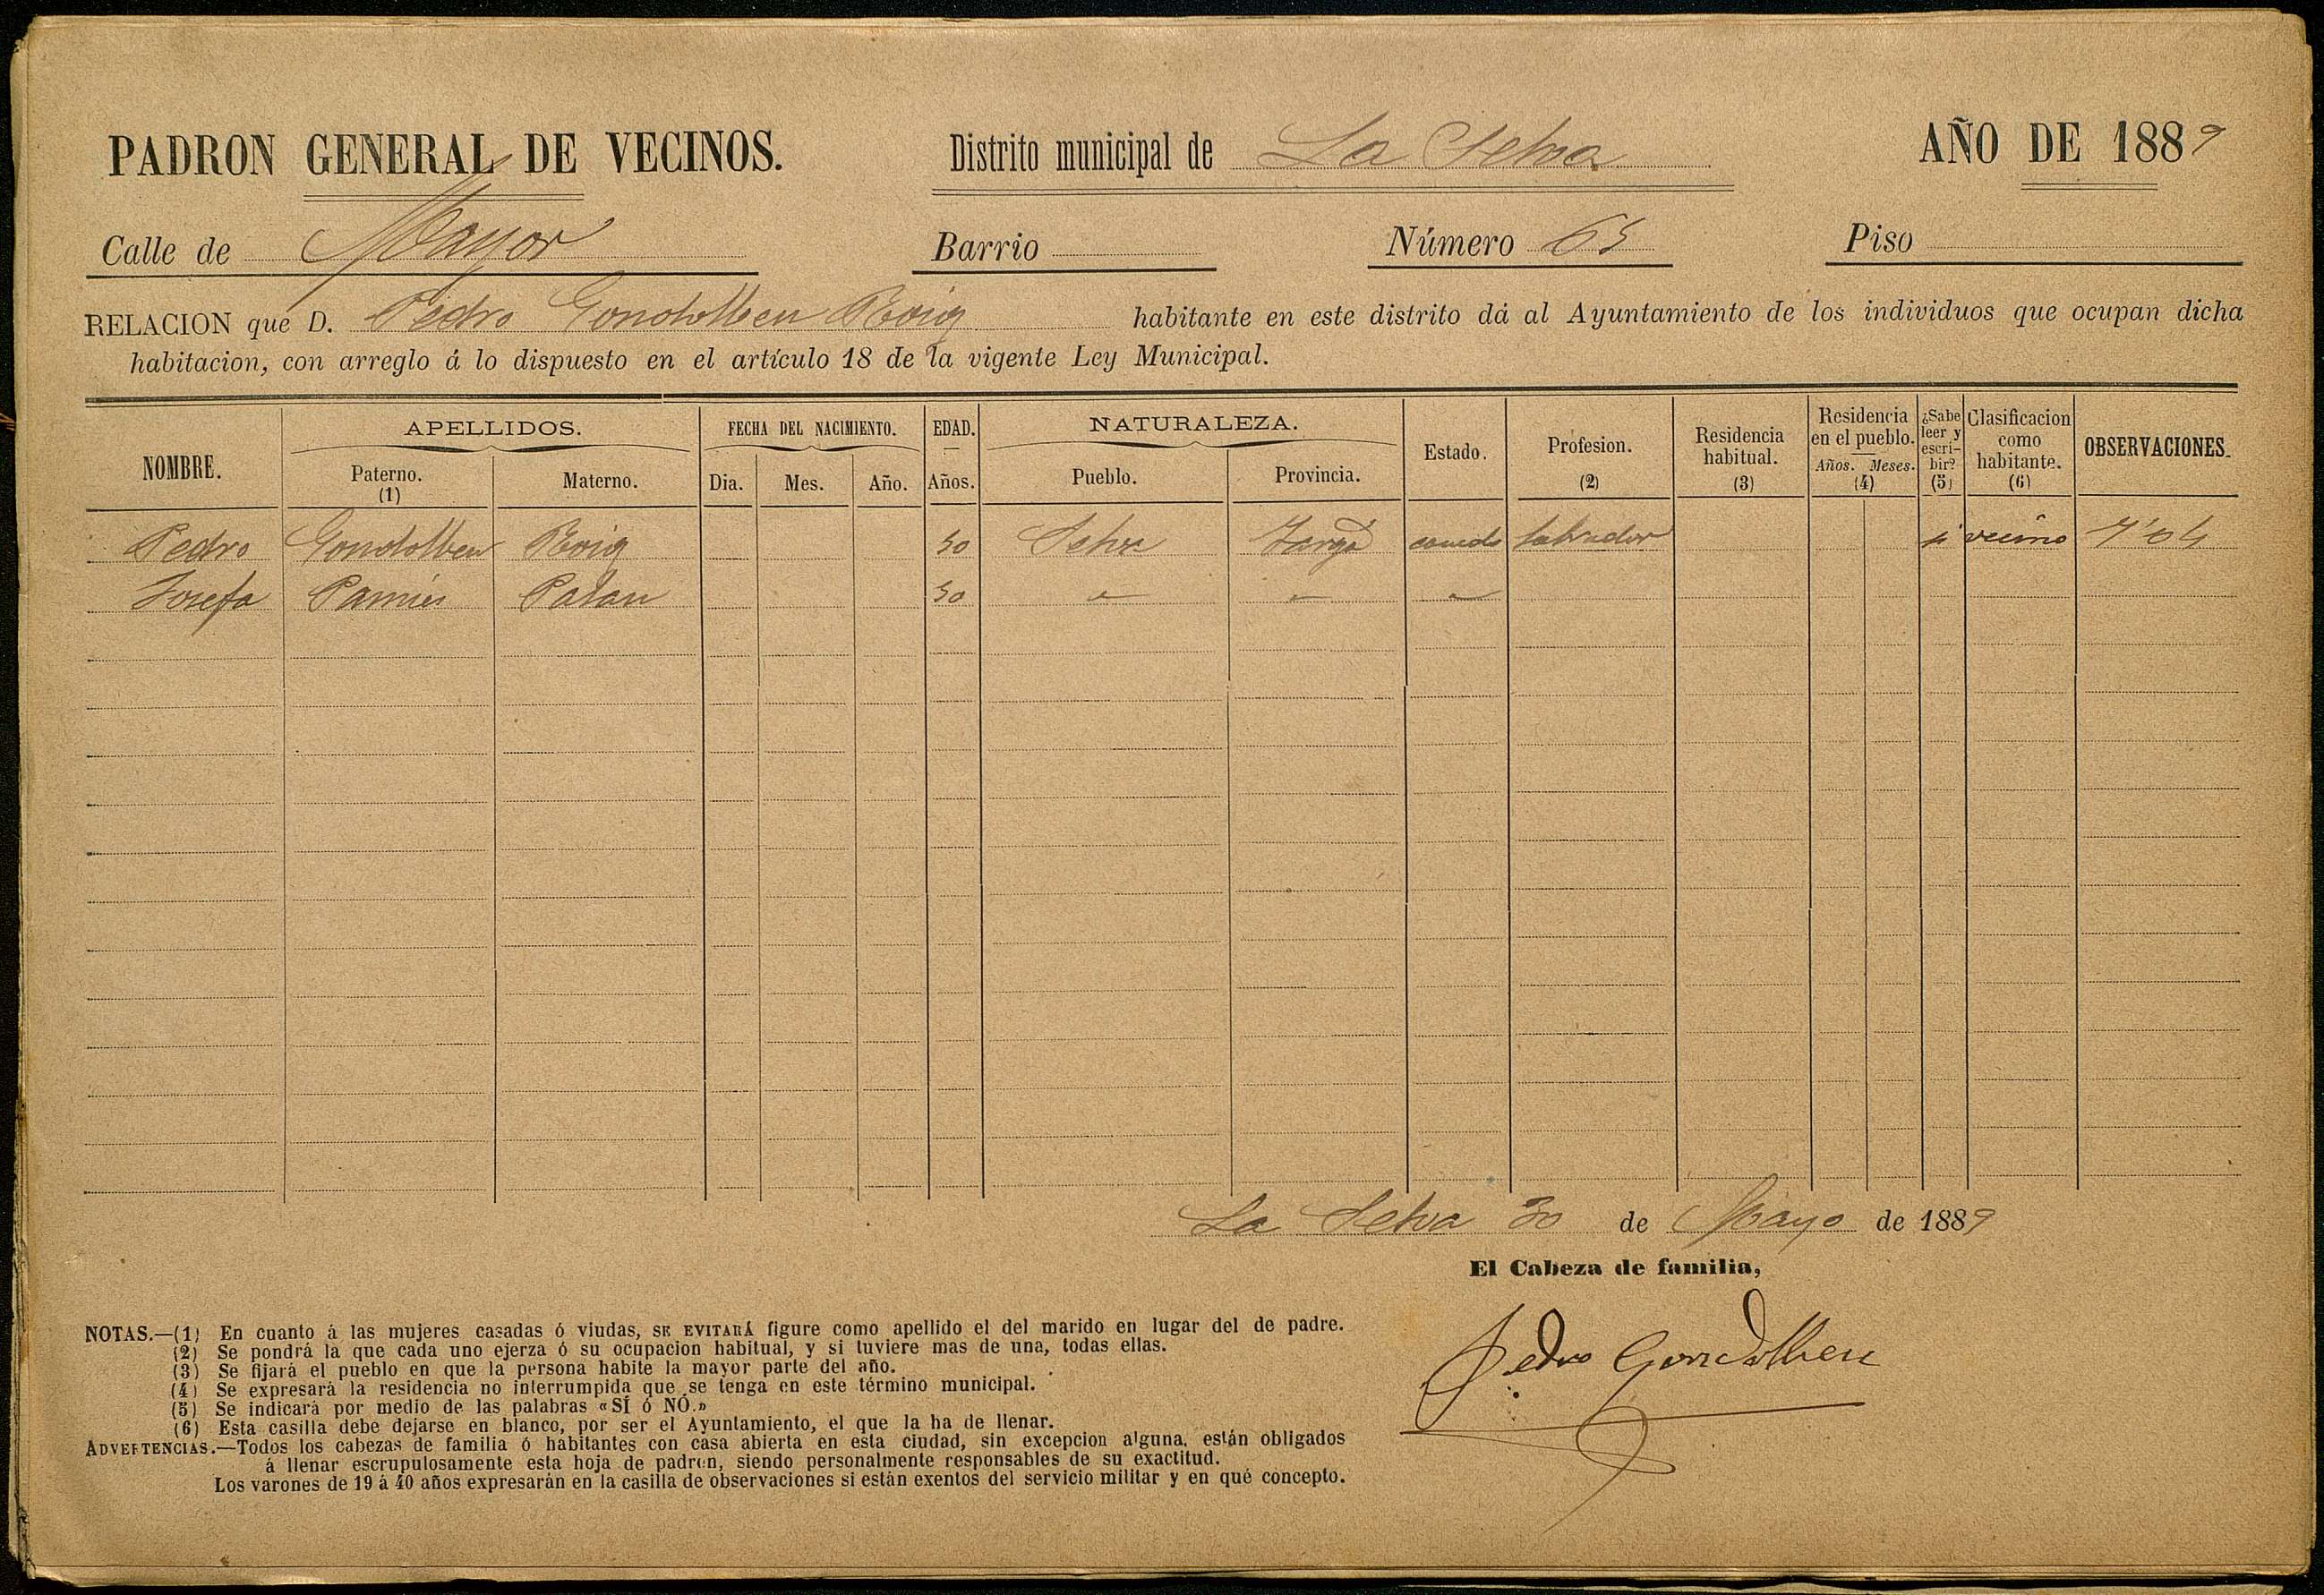 PADRON GENERAL DE VECINOS. Distrito municipal de La Selva AÑO DE 1889
Calle de Mayor Barrio Número 65 Piso
RELACION que D. Pedro Gondolbeu Roig habitante en este distrito dá al Ayuntamiento de los individuos que ocupan dicha
habitacion, con arreglo á lo dispuesto en el artículo 18 de la vigente Ley Municipal.
NOMBRE. APELLIDOS. Paterno. (1) Materno. FECHA DEL NACIMIENTO. Dia. Mes. Año. EDAD. Años. NATURALEZA. Pueblo. Provincia. Estado. Profesion. (2) Residencia habitual. (3) Residencia en el pueblo. Años. Meses. (4) ¿Sabe leer y escribir? (5) Clasificacion como habitante. (6) OBSERVACIONES.
Pedro Gondolbeu Roig 50 Selva Targª casado labrador si vecino 7'64
Josefa Pamies 50 " " "
La Selva 30 de Mayo de 1889
El Cabeza de familia,
Pedro Gondolbeu
NOTAS.—(1) En cuanto á las mujeres casadas ó viudas, SE EVITARÁ figure como apellido el del marido en lugar del de padre.
(2) Se pondrá la que cada uno ejerza ó su ocupacion habitual, y si tuviere mas de una, todas ellas.
(3) Se fijará el pueblo en que la persona habite la mayor parte del año.
(4) Se expresará la residencia no interrumpida que se tenga en este término municipal.
(5) Se indicará por medio de las palabras «SÍ ó NÓ.»
(6) Esta casilla debe dejarse en blanco, por ser el Ayuntamiento, el que la ha de llenar.
ADVERTENCIAS.—Todos los cabezas de familia ó habitantes con casa abierta en esta ciudad, sin excepcion alguna, están obligados
á llenar escrupulosamente esta hoja de padron, siendo personalmente responsables de su exactitud.
Los varones de 19 á 40 años expresarán en la casilla de observaciones si están exentos del servicio militar y en qué concepto.